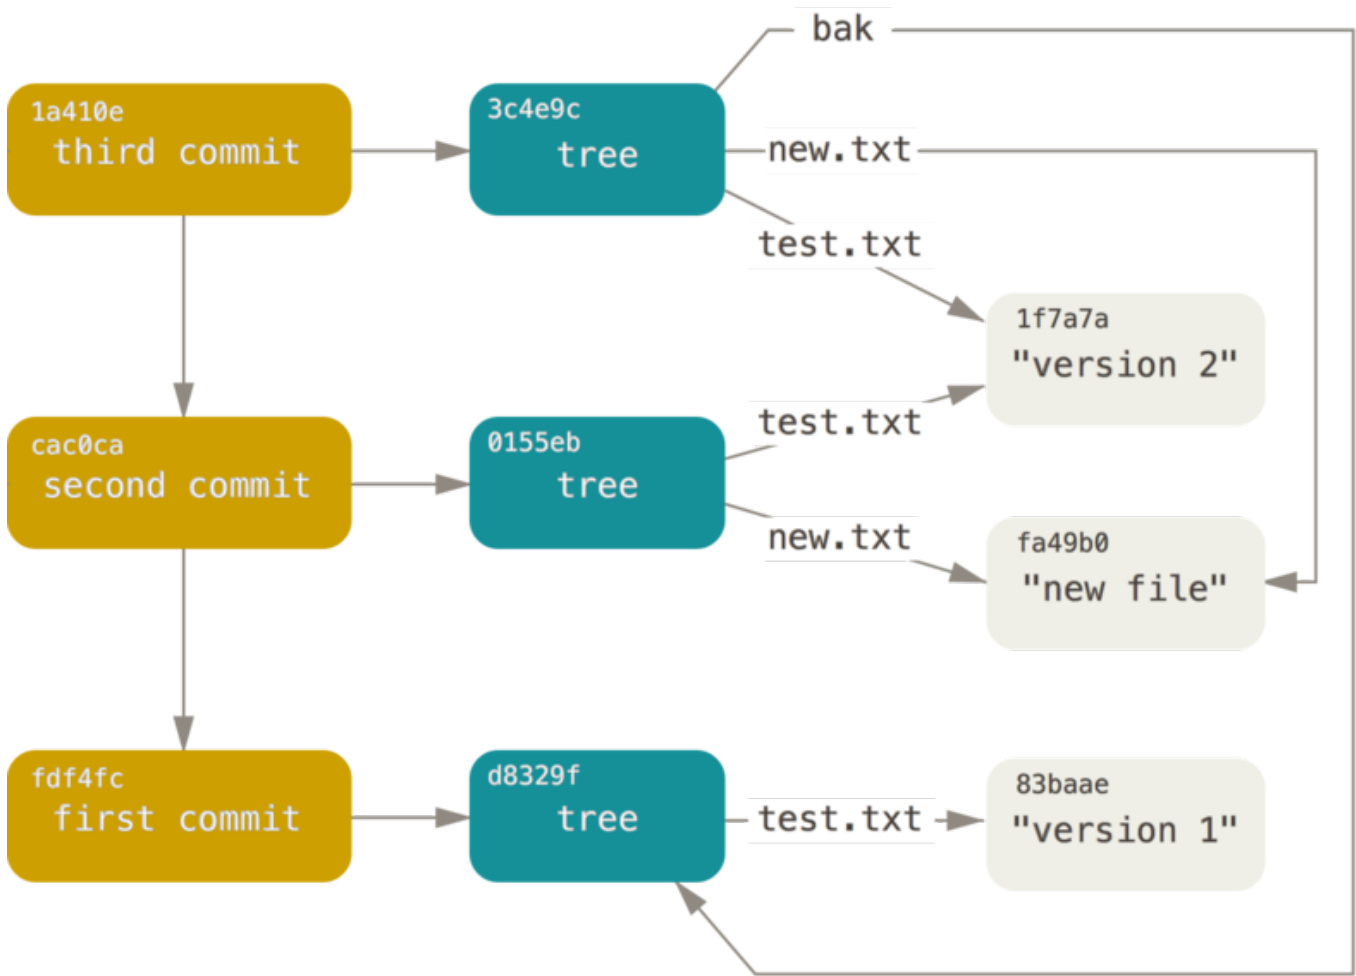 bak
1a410e
third commit
3c4e9c
tree
new.txt
test.txt
1f7a7a
"version 2"
cac0ca
second commit
0155eb
tree
test.txt
new.txt
fa49b0
"new file"
fdf4fc
first commit
d8329f
tree
test.txt
83baae
"version 1"